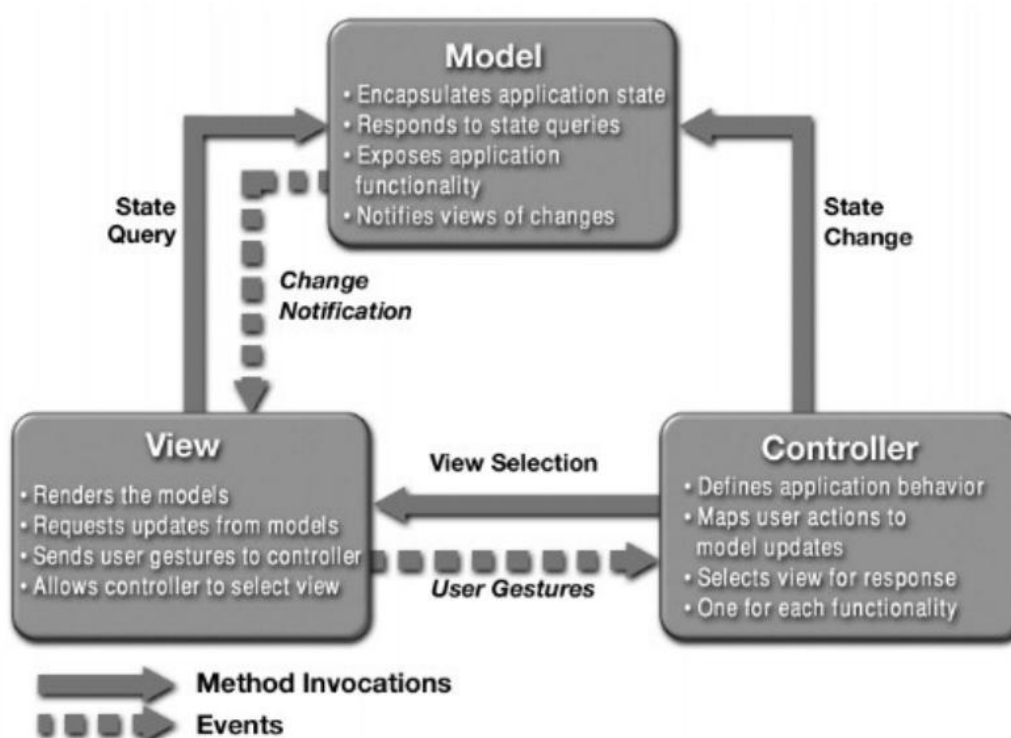 Model
• Encapsulates application state
• Responds to state queries
• Exposes application
functionality
• Notifies views of changes
State
Query
State
Change
Change
Notification
View
• Renders the models
• Requests updates from models
• Sends user gestures to controller
• Allows controller to select view
View Selection
User Gestures
Controller
• Defines application behavior
• Maps user actions to
model updates
• Selects view for response
• One for each functionality
Method Invocations
Events